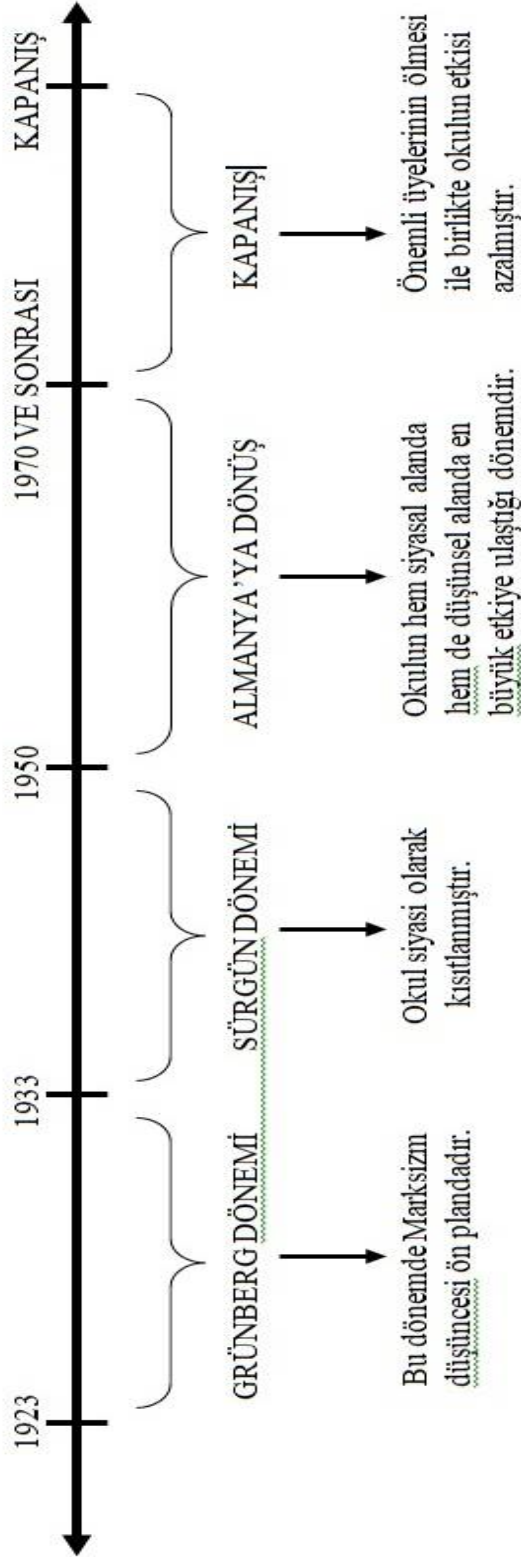 1923
1933
1950
1970 VE SONRASI
KAPANIŞ
GRÜNBERG DÖNEMİ
SÜRGÜN DÖNEMİ
ALMANYA'YA DÖNÜŞ
KAPANIŞ
Bu dönemde Marksizm
düşüncesi ön plandadır.
Okul siyasi olarak
kısıtlanmıştır.
Okulun hem siyasal alanda
hem de düşünsel alanda en
büyük etkiye ulaştığı dönemdir.
Önemli üyelerinin ölmesi
ile birlikte okulun etkisi
azalmıştır.